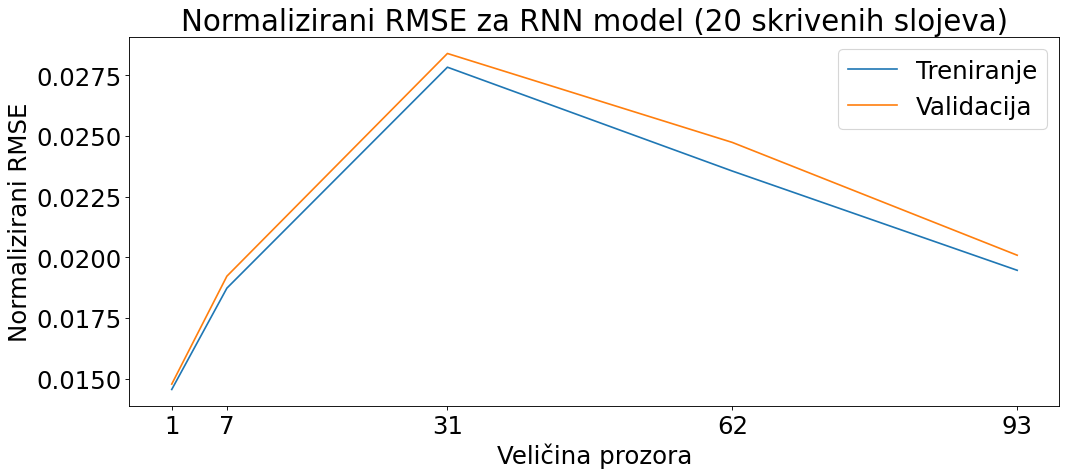 Normalizirani RMSE za RNN model (20 skrivenih slojeva)
Normalizirani RMSE
0.0275
0.0250
0.0225
0.0200
0.0175
0.0150
Treniranje
Validacija
1 7 31 62 93
Veličina prozora